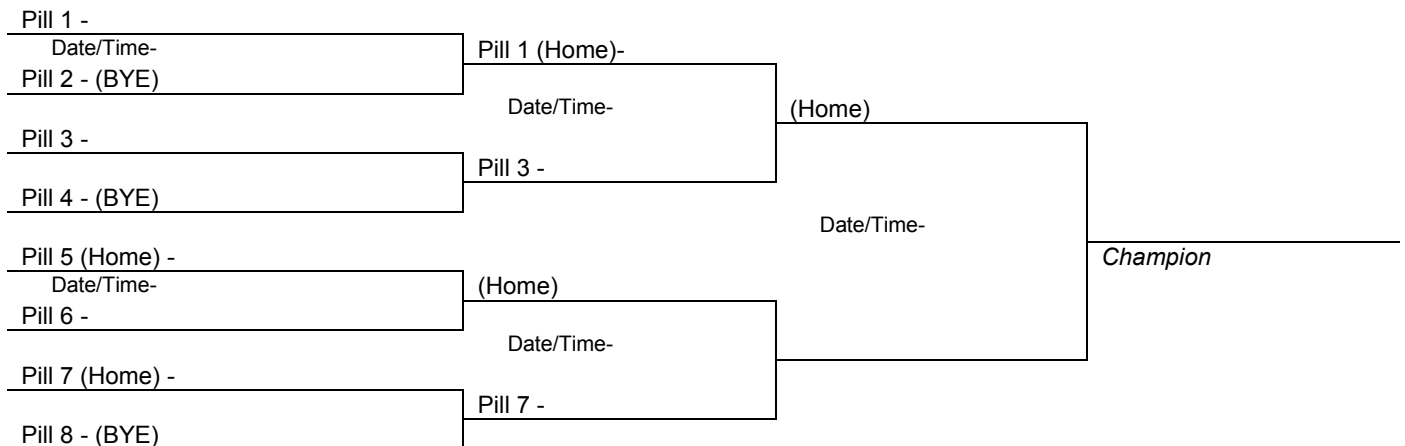 Pill 1 -
Date/Time-
Pill 1 (Home)-
Pill 2 - (BYE)
Date/Time-
(Home)
Pill 3 -
Pill 3 -
Pill 4 - (BYE)
Date/Time-
Pill 5 (Home) -
Champion
Date/Time-
(Home)
Pill 6 -
Date/Time-
Pill 7 (Home) -
Pill 7 -
Pill 8 - (BYE)